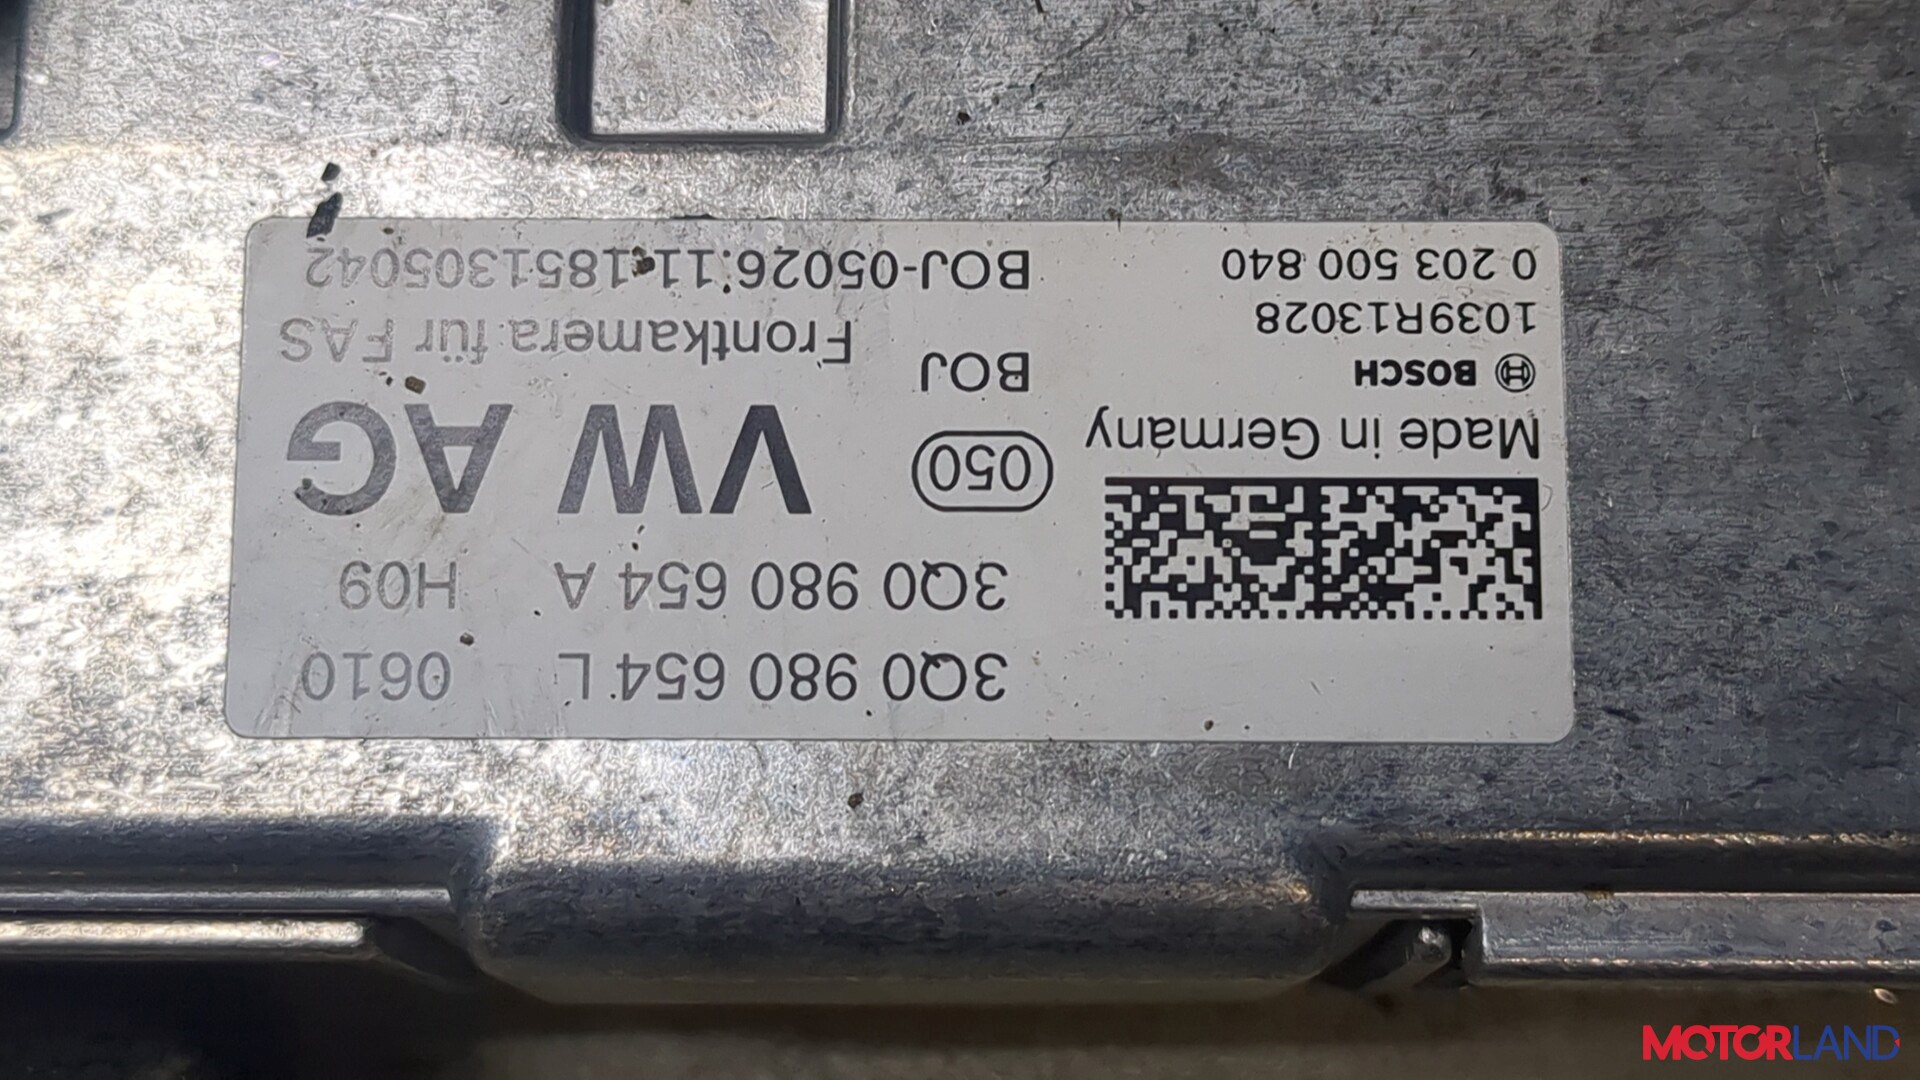 3Q0 980 654 L 0610
3Q0 980 654 A H09
Made in Germany
050
VW AG
BOSCH
BOJ
1039R13028
Frontkamera für FAS
0 203 500 840
BOJ-05026.11.1851305042
MOTORLAND